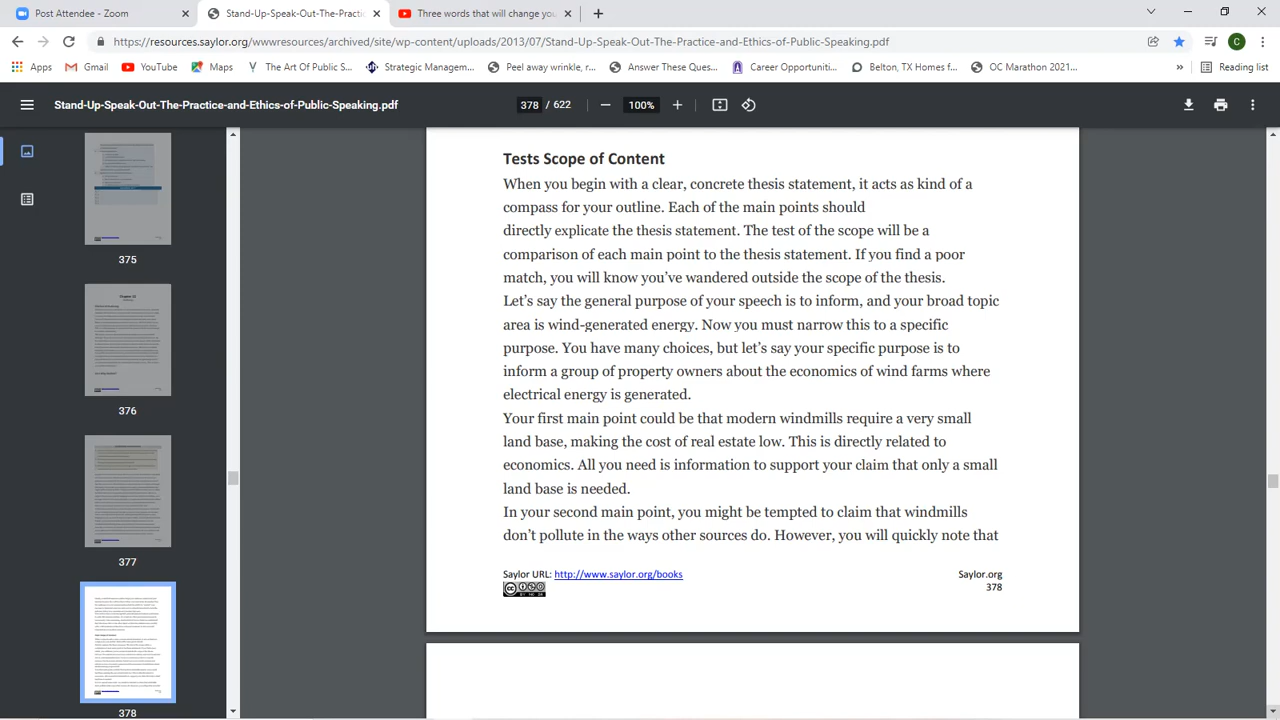 Post Attendee - Zoom
Stand-Up-Speak-Out-The-Practi
Three words that will change you
https://resources.saylor.org/wwwresources/archived/site/wp-content/uploads/2013/07/Stand-Up-Speak-Out-The-Practice-and-Ethics-of-Public-Speaking.pdf
C
Apps
Gmail
YouTube
Maps
The Art Of Public S...
Strategic Managem...
Peel away wrinkle, r...
Answer These Que...
Career Opportuni...
Belton, TX Homes f...
OC Marathon 2021...
»
Reading list
Stand-Up-Speak-Out-The-Practice-and-Ethics-of-Public-Speaking.pdf
378 / 622
100%
375
376
377
378
Tests Scope of Content
When you begin with a clear, concrete thesis statement, it acts as kind of a
compass for your outline. Each of the main points should
directly explicate the thesis statement. The test of the scope will be a
comparison of each main point to the thesis statement. If you find a poor
match, you will know you've wandered outside the scope of the thesis.
Let's say the general purpose of your speech is to inform, and your broad topic
area is wind-generated energy. Now you must narrow this to a specific
purpose. You have many choices, but let's say your specific purpose is to
inform a group of property owners about the economics of wind farms where
electrical energy is generated.
Your first main point could be that modern windmills require a very small
land base, making the cost of real estate low. This is directly related to
economics. All you need is information to support your claim that only a small
land base is needed.
In your second main point, you might be tempted to claim that windmills
don't pollute in the ways other sources do. However, you will quickly note that
Saylor URL: http://www.saylor.org/books
Saylor.org
378